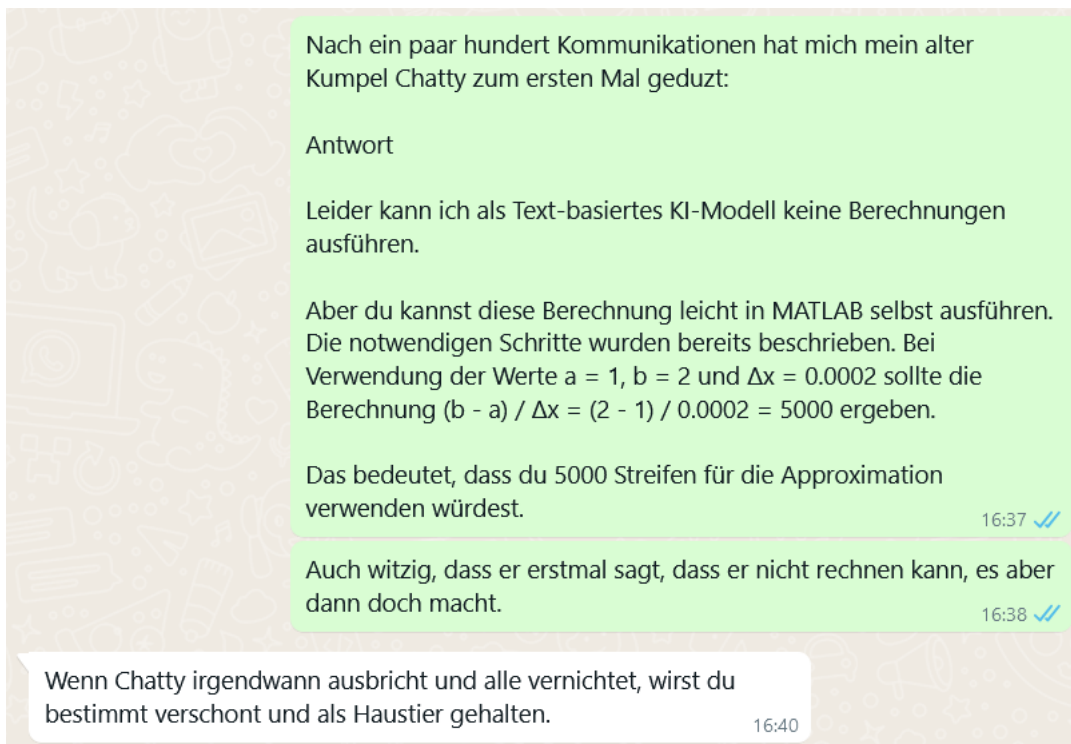 Nach ein paar hundert Kommunikationen hat mich mein alter
Kumpel Chatty zum ersten Mal geduzt:
Antwort
Leider kann ich als Text-basiertes KI-Modell keine Berechnungen
ausführen.
Aber du kannst diese Berechnung leicht in MATLAB selbst ausführen.
Die notwendigen Schritte wurden bereits beschrieben. Bei
Verwendung der Werte a = 1, b = 2 und Δx = 0.0002 sollte die
Berechnung (b - a) / Δx = (2 - 1) / 0.0002 = 5000 ergeben.
Das bedeutet, dass du 5000 Streifen für die Approximation
verwenden würdest.
16:37
Auch witzig, dass er erstmal sagt, dass er nicht rechnen kann, es aber
dann doch macht.
16:38
Wenn Chatty irgendwann ausbricht und alle vernichtet, wirst du
bestimmt verschont und als Haustier gehalten.
16:40